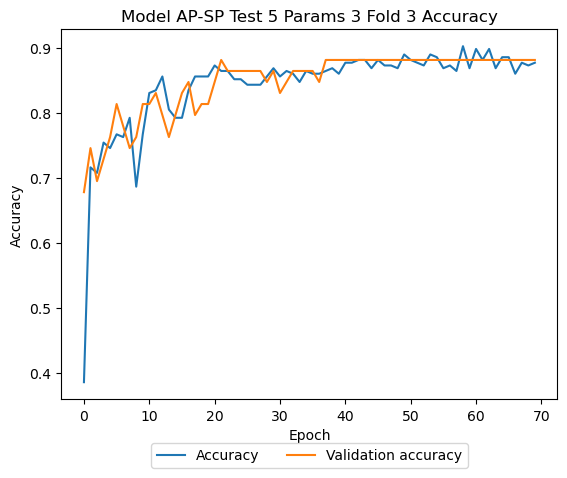 Model AP-SP Test 5 Params 3 Fold 3 Accuracy
Accuracy
0.9
0.8
0.7
0.6
0.5
0.4
0 10 20 30 40 50 60 70
Epoch
Accuracy Validation accuracy